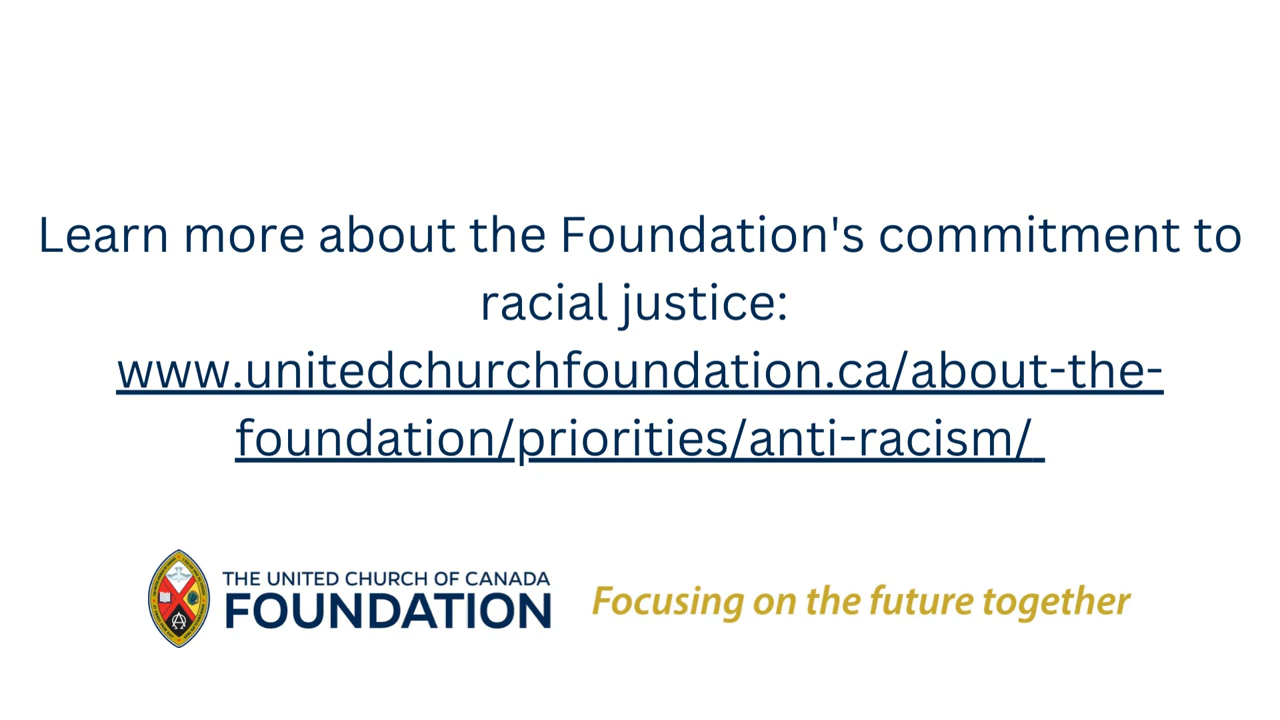 Learn more about the Foundation's commitment to
racial justice:
www.unitedchurchfoundation.ca/about-the-
foundation/priorities/anti-racism/
THE UNITED CHURCH OF CANADA
FOUNDATION
Focusing on the future together